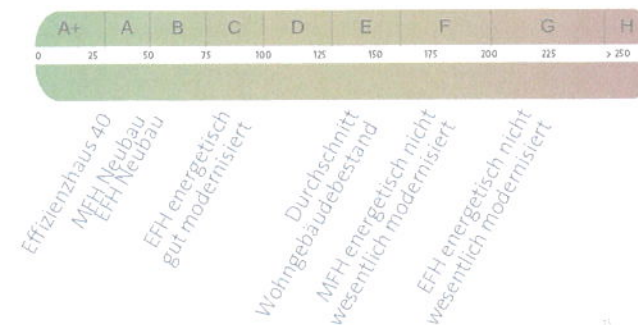 A+ A B C D E F G H
0 25 50 75 100 125 150 175 200 225 > 250
Effizienzhaus 40
MFH Neubau
EFH Neubau
EFH energetisch
gut modernisiert
Durchschnitt
Wohngebäudebestand
MFH energetisch nicht
wesentlich modernisiert
EFH energetisch nicht
wesentlich modernisiert